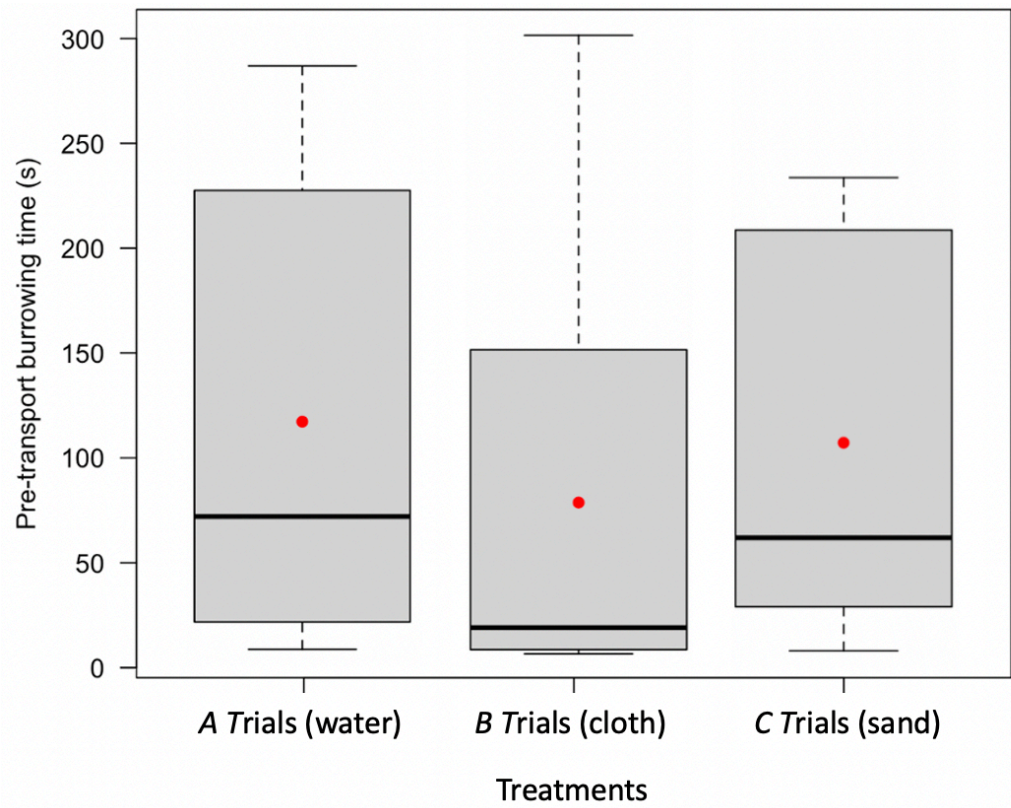 Pre-transport burrowing time (s)
300
250
200
150
100
50
0
A Trials (water) B Trials (cloth) C Trials (sand)
Treatments